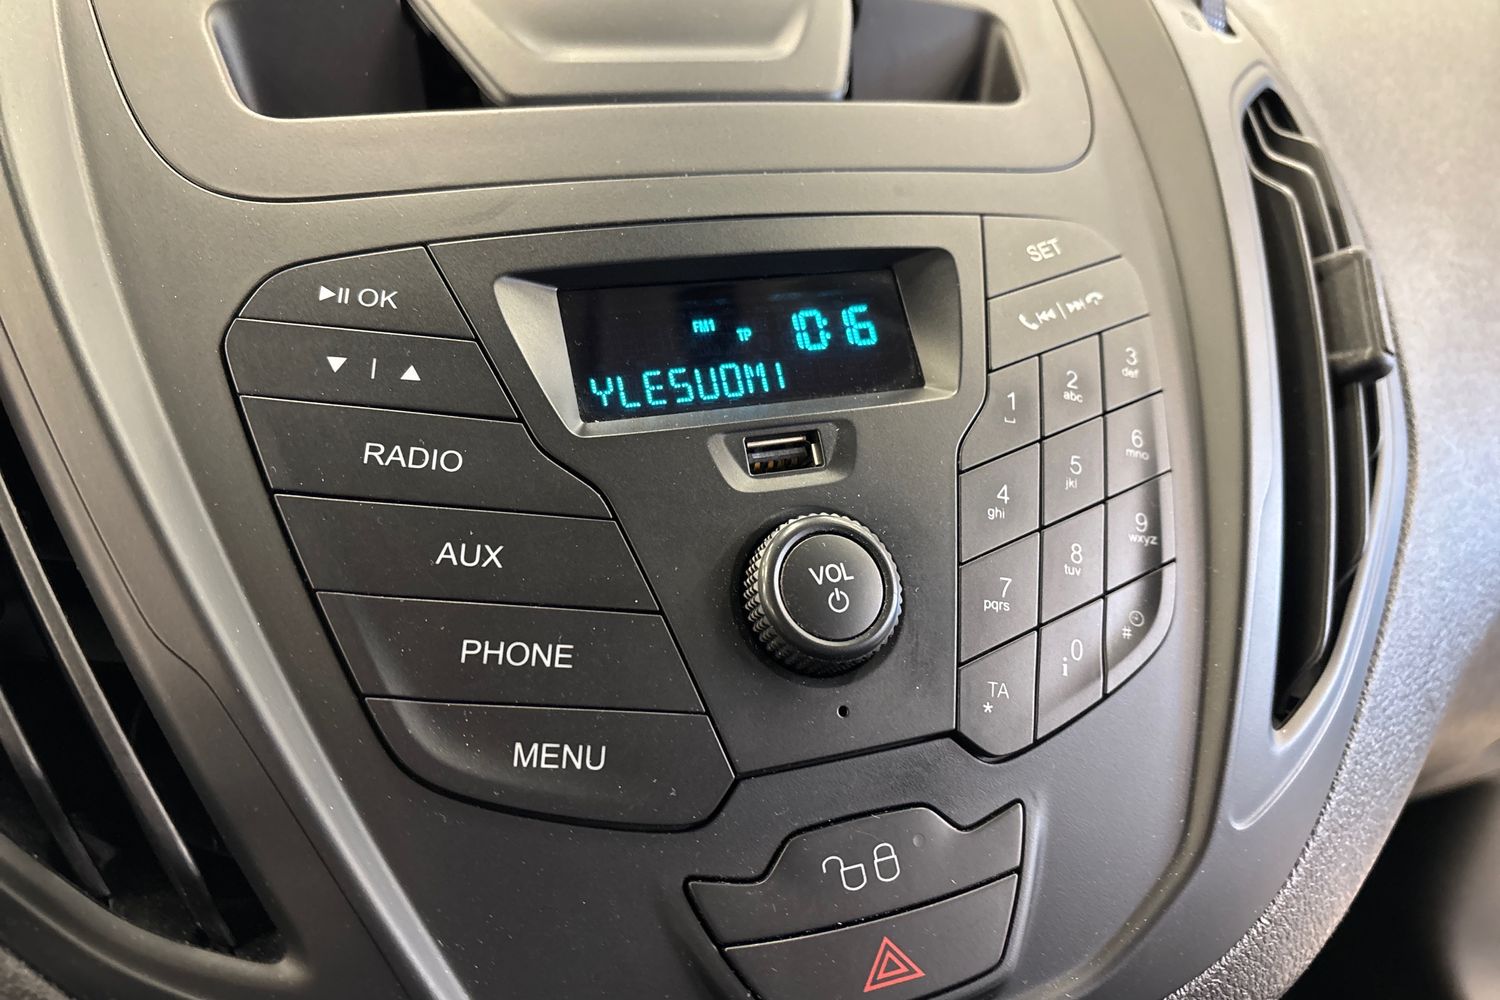 FM1 TP 10:16
YLESUOMI
▶II OK
▼ | ▲
RADIO
AUX
PHONE
MENU
VOL
SET
1
2 abc
3 def
4 ghi
5 jkl
6 mno
7 pqrs
8 tuv
9 wxyz
TA *
i 0
#